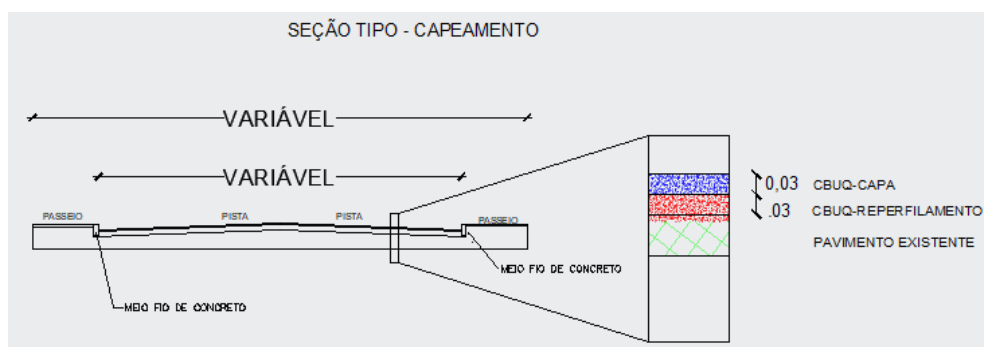 SEÇÃO TIPO - CAPEAMENTO
VARIÁVEL
VARIÁVEL
PASSEIO
PISTA
PISTA
PASSEIO
MEIO FIO DE CONCRETO
MEIO FIO DE CONCRETO
0,03 CBUQ-CAPA
.03 CBUQ-REPERFILAMENTO
PAVIMENTO EXISTENTE